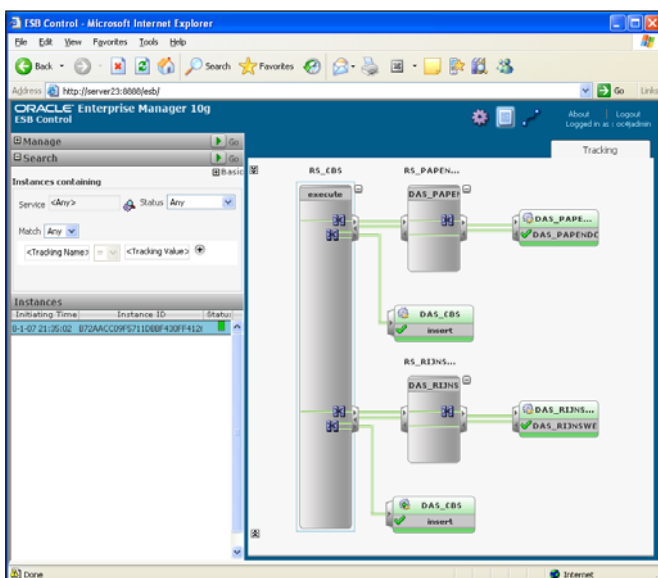 ESB Control - Microsoft Internet Explorer
File Edit View Favorites Tools Help
Back Search Favorites
Address http://server23:8888/esb/ Go Links
ORACLE Enterprise Manager 10g
ESB Control
About Logout
Logged in as : oc4jadmin
Manage Go
Search Go
Basic
Tracking
Instances containing
Service <Any> Status Any
Match Any
<Tracking Name> = <Tracking Value>
Instances
Initiating Time Instance ID Status
8-1-07 21:35:02
RS_CBS
execute
RS_PAPEN...
DAS_PAPEN
DAS_PAPE...
DAS_PAPENDO
DAS_CBS
insert
RS_RIJNS...
DAS_RIJNS
DAS_RIJNS...
DAS_RIJNSWE
DAS_CBS
insert
Done Internet